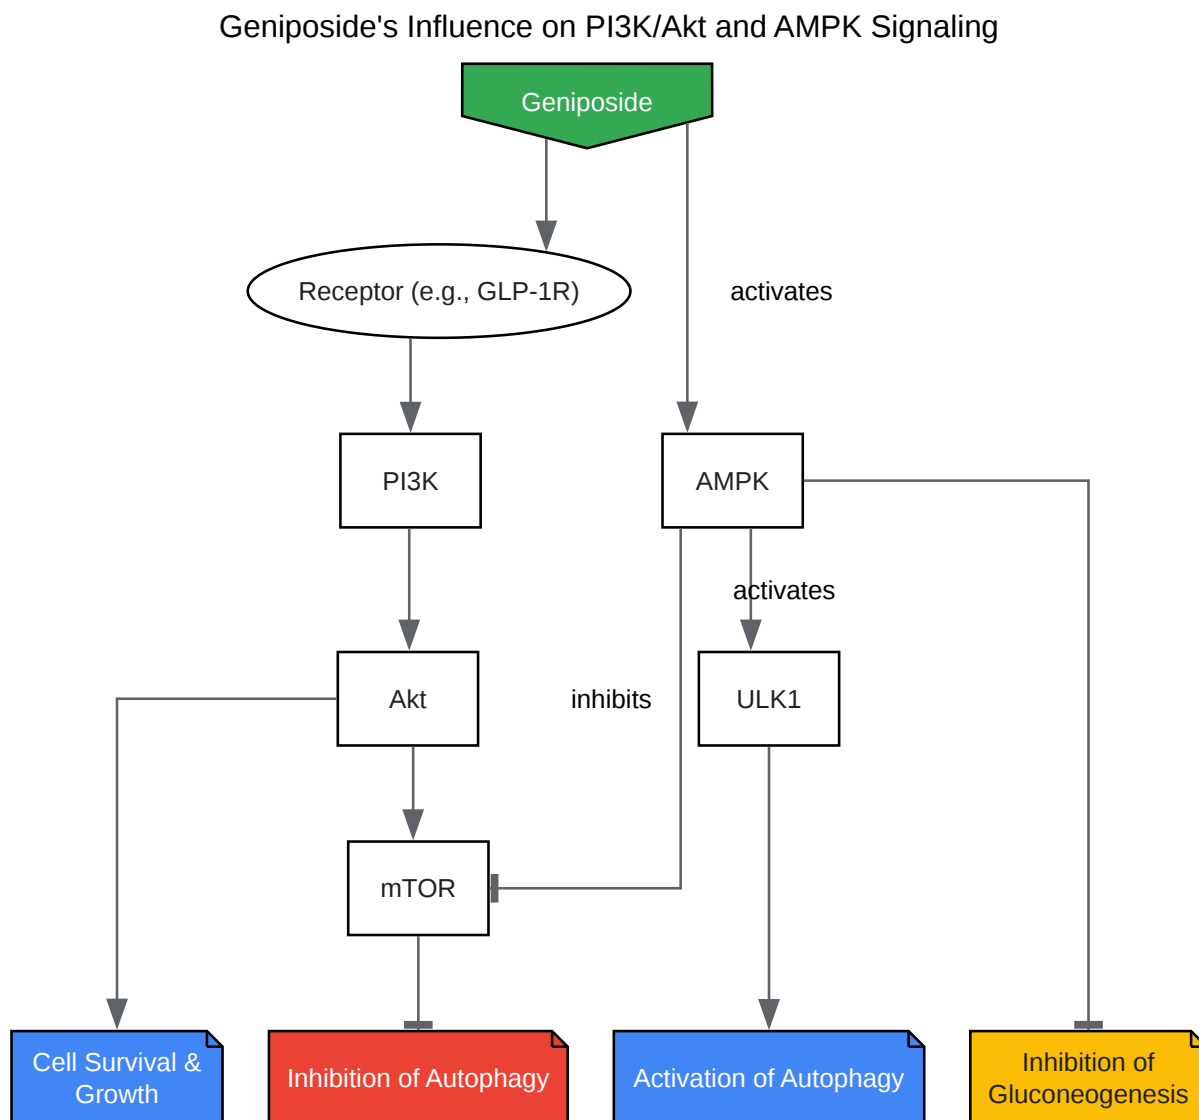 Geniposide's Influence on PI3K/Akt and AMPK Signaling
Geniposide
Receptor (e.g., GLP-1R)
activates
PI3K
AMPK
activates
Akt
inhibits
ULK1
mTOR
Cell Survival &
Growth
Inhibition of Autophagy
Activation of Autophagy
Inhibition of
Gluconeogenesis